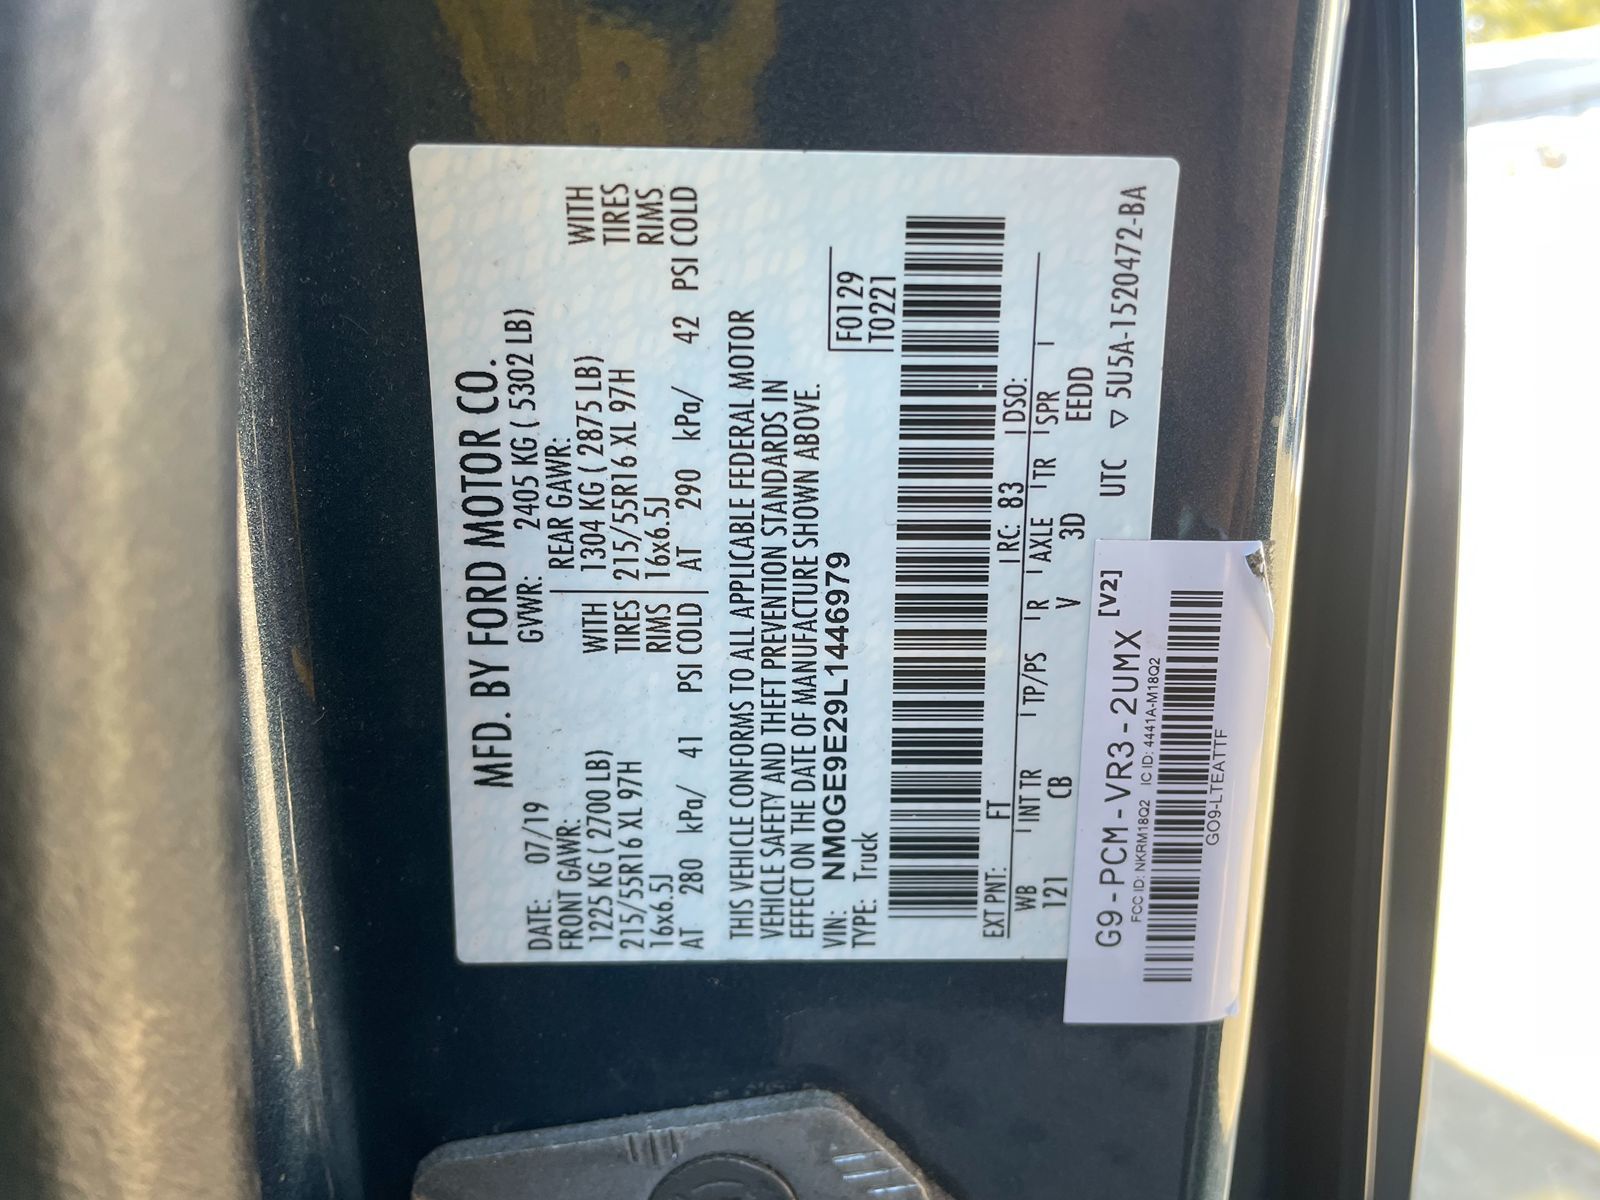 MFD. BY FORD MOTOR CO.
DATE: 07/19 GVWR: 2405 KG ( 5302 LB)
FRONT GAWR: REAR GAWR:
1225 KG ( 2700 LB) WITH 1304 KG ( 2875 LB) WITH
215/55R16 XL 97H TIRES 215/55R16 XL 97H TIRES
16x6.5J RIMS 16x6.5J RIMS
AT 280 kPa/ 41 PSI COLD AT 290 kPa/ 42 PSI COLD
THIS VEHICLE CONFORMS TO ALL APPLICABLE FEDERAL MOTOR
VEHICLE SAFETY AND THEFT PREVENTION STANDARDS IN
EFFECT ON THE DATE OF MANUFACTURE SHOWN ABOVE.
VIN: NM0GE9E29L1446979 F0129
TYPE: Truck T0221
EXT PNT: FT RC: 83 DSO:
WB INT TR TP/PS R AXLE TR SPR
121 CB V 3D EEDD
UTC ▽ 5U5A-1520472-BA
G9-PCM-VR3-2UMX [V2]
FCC ID: NKRM18Q2 IC ID: 4441A-M18Q2
GO9-LTEATTF